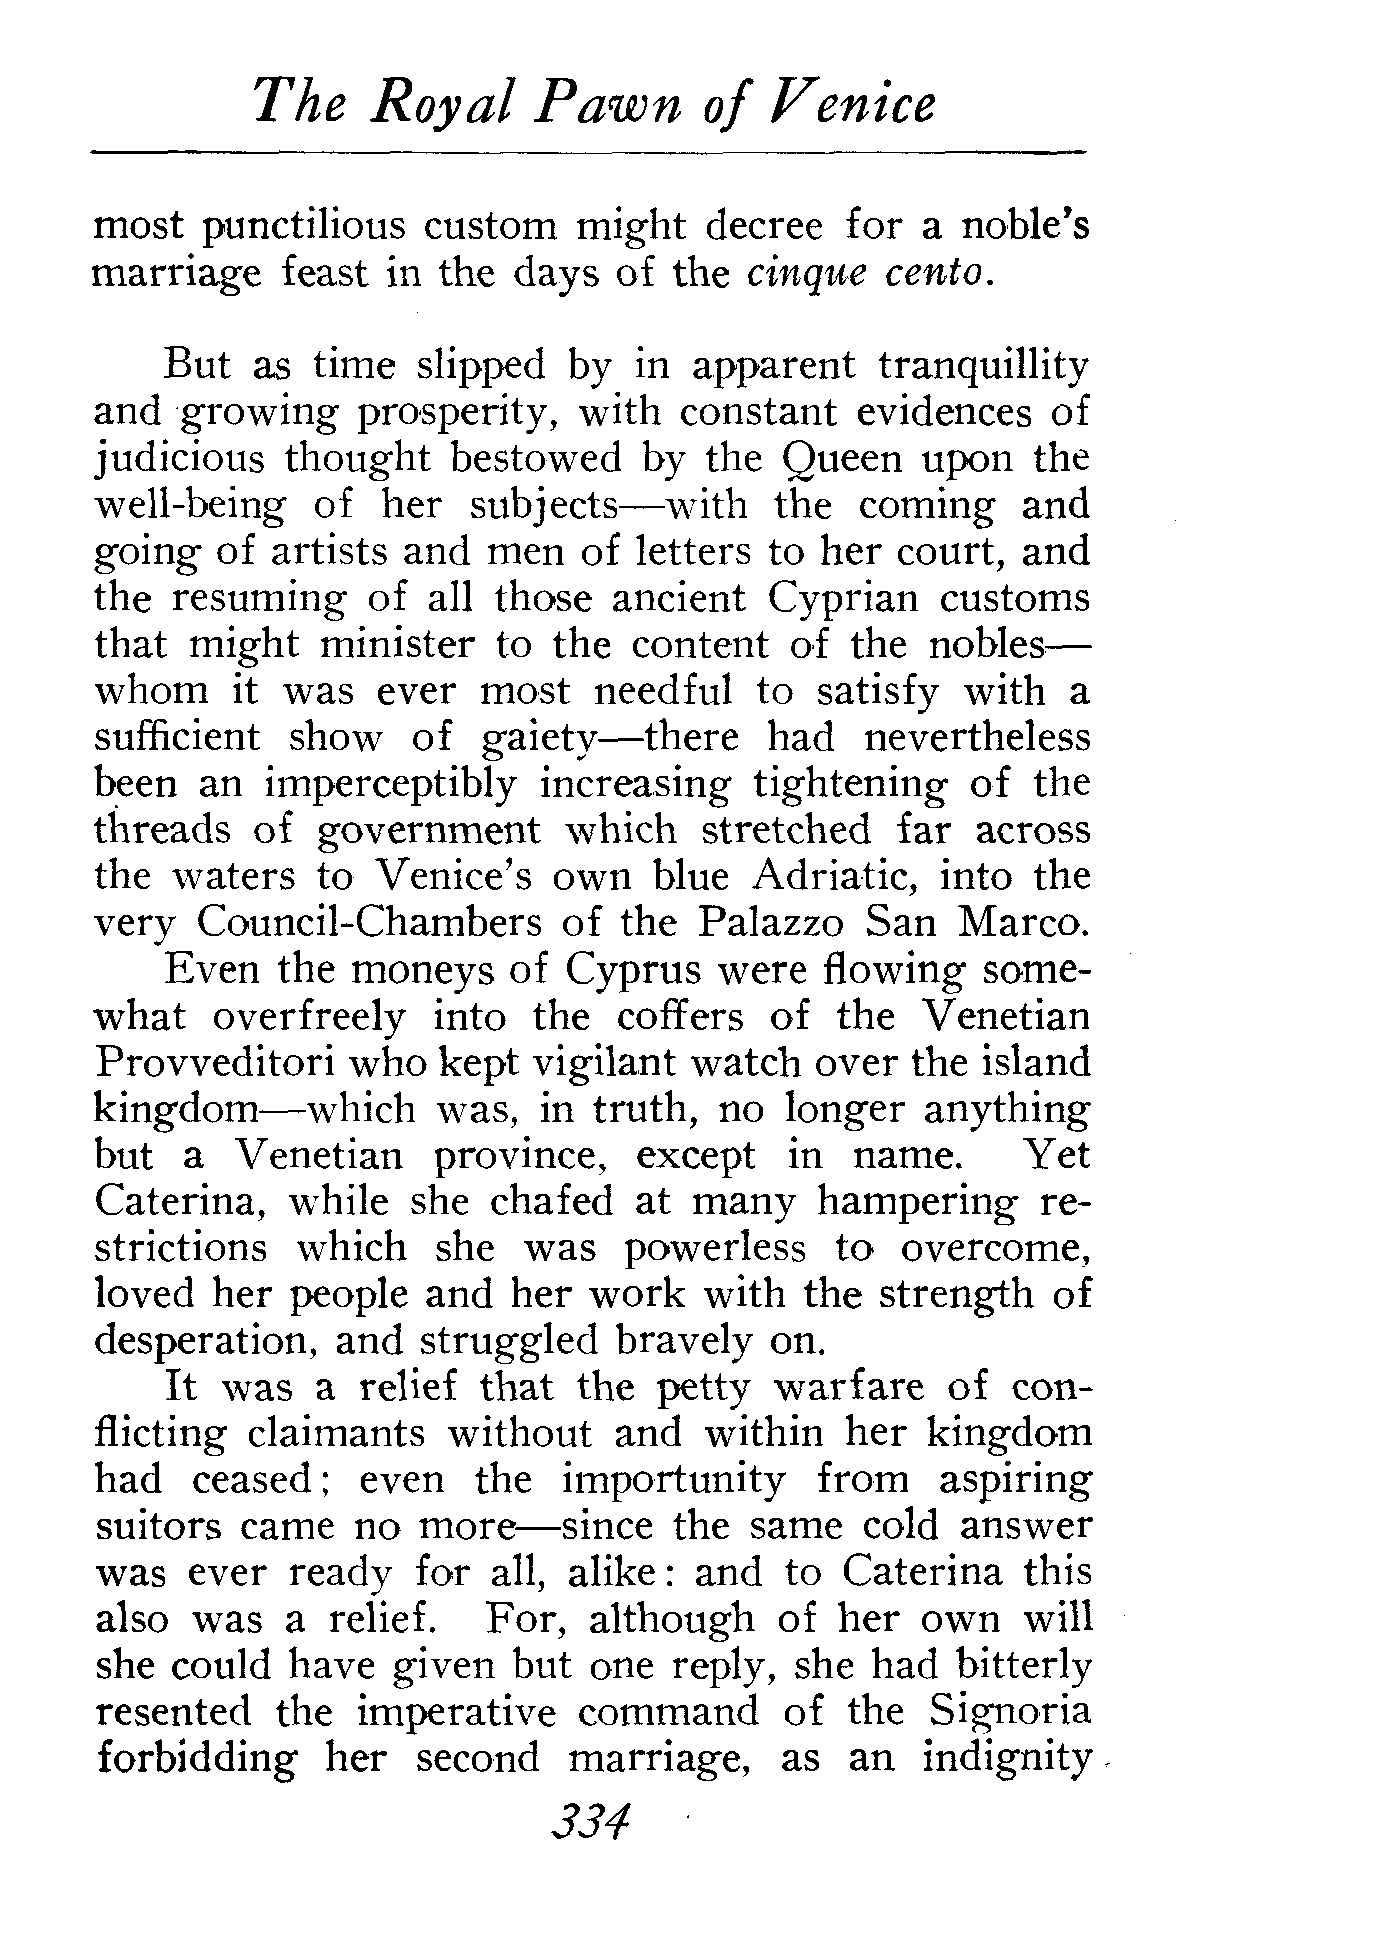 The Royal Pawn of Venice
most punctilious custom might decree for a noble's
marriage feast in the days of the cinque cento.
But as time slipped by in apparent tranquillity
and growing prosperity, with constant evidences of
judicious thought bestowed by the Queen upon the
well-being of her subjects—with the coming and
going of artists and men of letters to her court, and
the resuming of all those ancient Cyprian customs
that might minister to the content of the nobles—
whom it was ever most needful to satisfy with a
sufficient show of gaiety—there had nevertheless
been an imperceptibly increasing tightening of the
threads of government which stretched far across
the waters to Venice's own blue Adriatic, into the
very Council-Chambers of the Palazzo San Marco.
Even the moneys of Cyprus were flowing some-
what overfreely into the coffers of the Venetian
Provveditori who kept vigilant watch over the island
kingdom—which was, in truth, no longer anything
but a Venetian province, except in name. Yet
Caterina, while she chafed at many hampering re-
strictions which she was powerless to overcome,
loved her people and her work with the strength of
desperation, and struggled bravely on.
It was a relief that the petty warfare of con-
flicting claimants without and within her kingdom
had ceased; even the importunity from aspiring
suitors came no more—since the same cold answer
was ever ready for all, alike: and to Caterina this
also was a relief. For, although of her own will
she could have given but one reply, she had bitterly
resented the imperative command of the Signoria
forbidding her second marriage, as an indignity
334